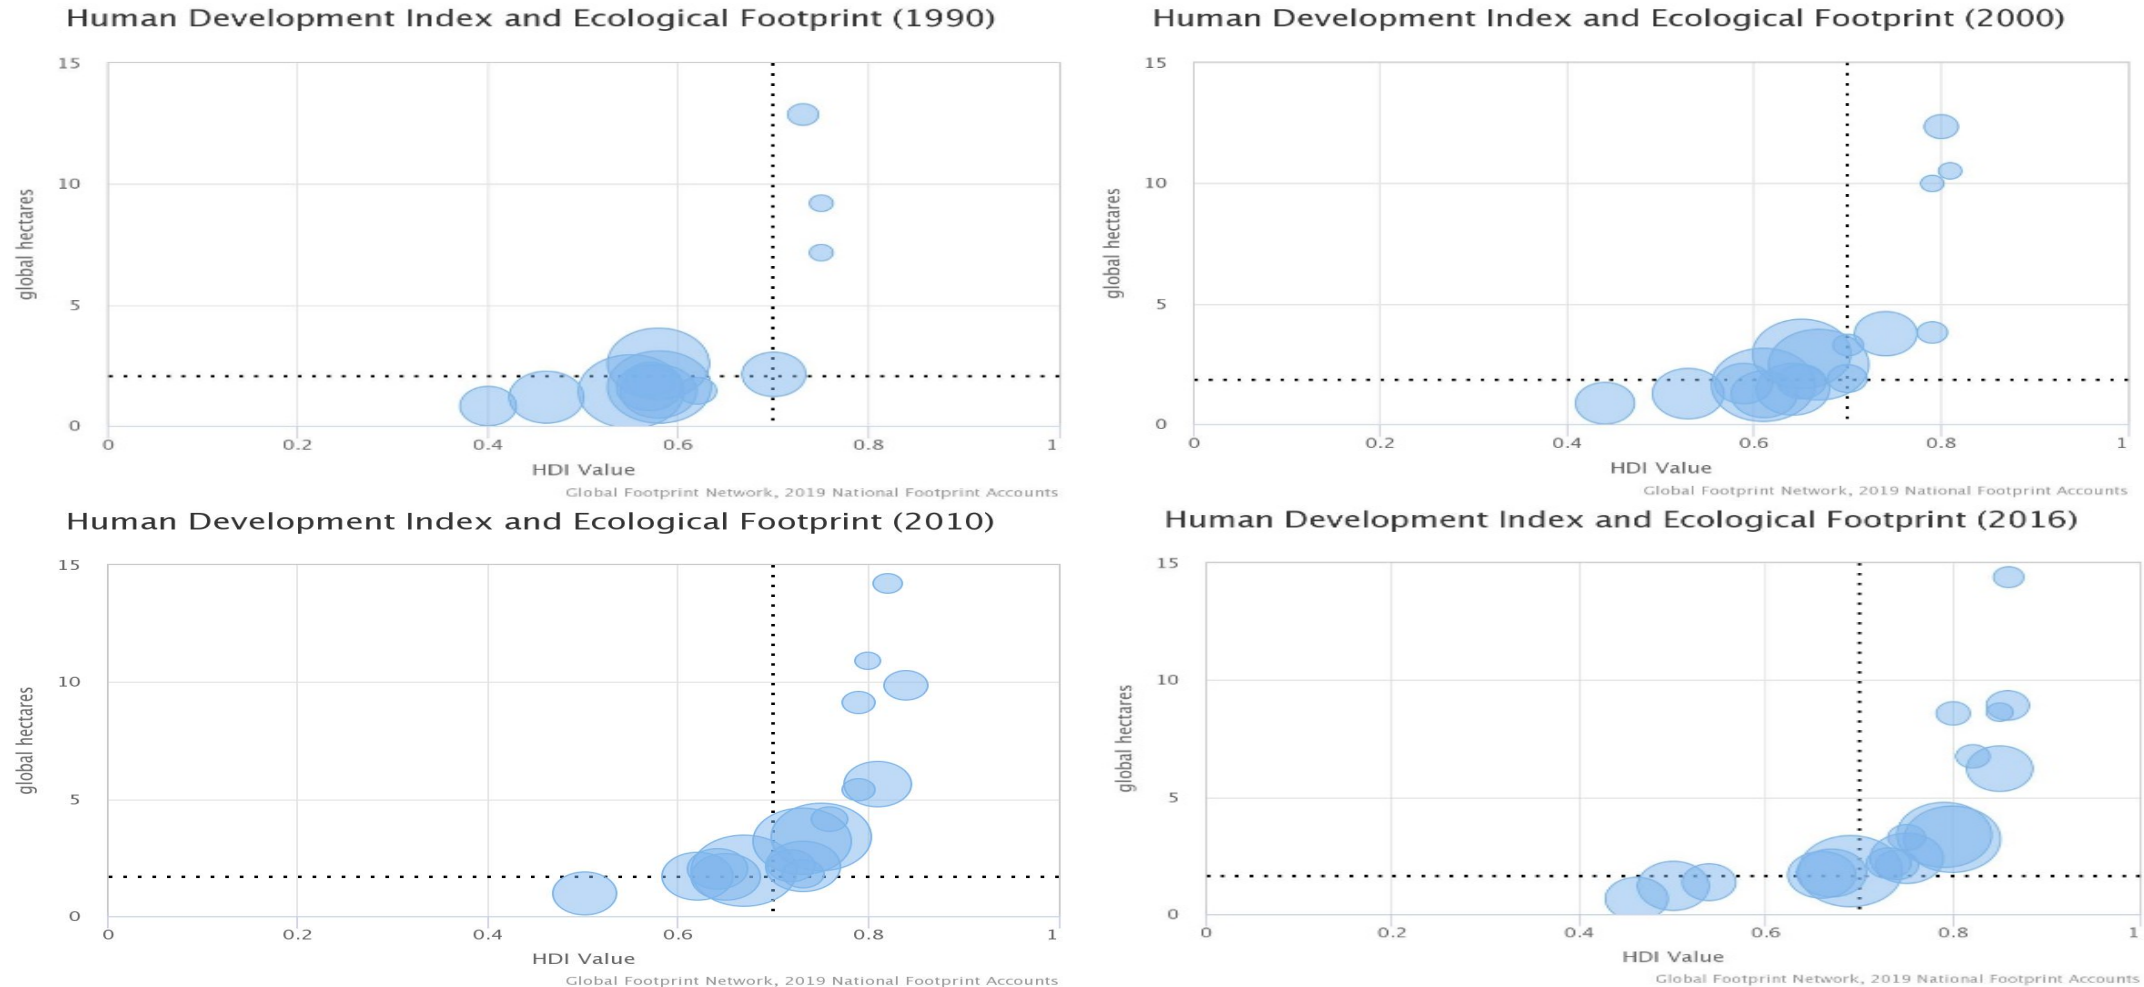 Human Development Index and Ecological Footprint (1990)
15
10
5
0
global hectares
0
0.2
0.4
0.6
0.8
1
HDI Value
Global Footprint Network, 2019 National Footprint Accounts
Human Development Index and Ecological Footprint (2000)
15
10
5
0
global hectares
0
0.2
0.4
0.6
0.8
1
HDI Value
Global Footprint Network, 2019 National Footprint Accounts
Human Development Index and Ecological Footprint (2010)
15
10
5
0
global hectares
0
0.2
0.4
0.6
0.8
1
HDI Value
Global Footprint Network, 2019 National Footprint Accounts
Human Development Index and Ecological Footprint (2016)
15
10
5
0
global hectares
0
0.2
0.4
0.6
0.8
1
HDI Value
Global Footprint Network, 2019 National Footprint Accounts